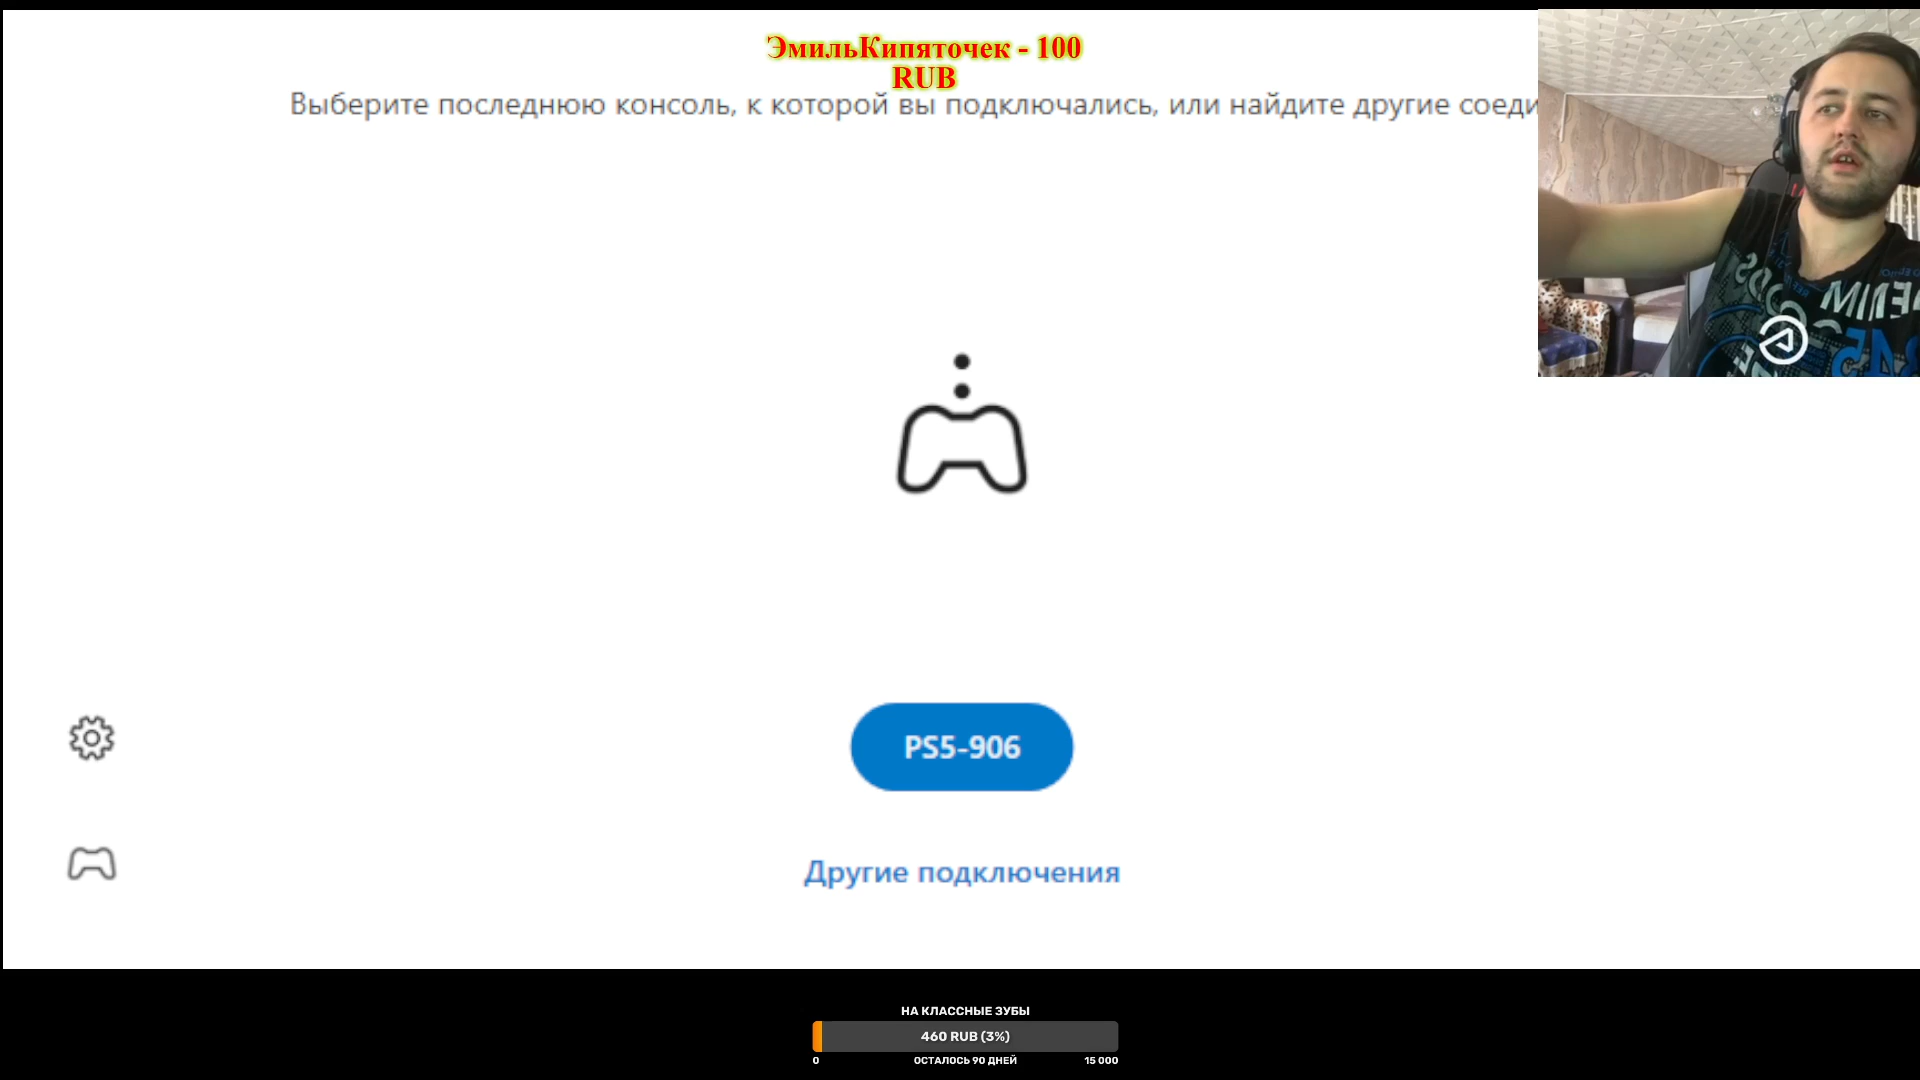 ЭмильКипяточек - 100
RUB
Выберите последнюю консоль, к которой вы подключались, или найдите другие
PS5-906
Другие подключения
НА КЛАССНЫЕ ЗУБЫ
460 RUB (3%)
0 ОСТАЛОСЬ 90 ДНЕЙ 15 000